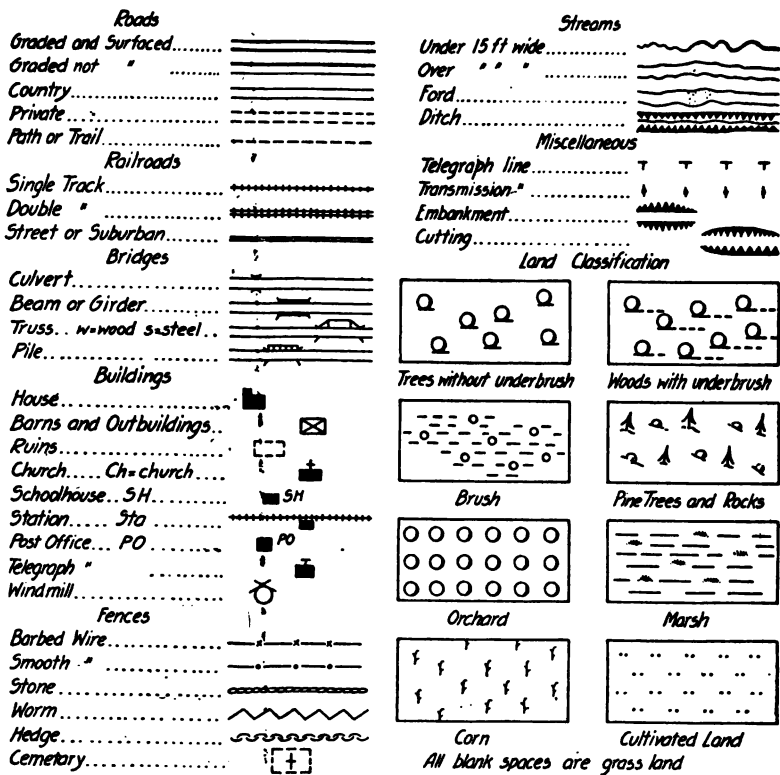 Roads
Graded and Surfaced........
Graded not " ........
Country........................
Private.........................
Path or Trail...................
Railroads
Single Track...................
Double " ......................
Street or Suburban........
Bridges
Culvert.........................
Beam or Girder............
Truss.. w=wood s=steel..
Pile..............................
Buildings
House...........................
Barns and Outbuildings..
Ruins...........................
Church..... Ch=church....
Schoolhouse.. SH............ SH
Station..... Sta ..............
Post Office... PO ........ PO
Telegraph " ............
Windmill.......................
Fences
Barbed Wire..................
Smooth " .....................
Stone...........................
Worm...........................
Hedge..........................
Cemetary......................
Streams
Under 15 ft wide............
Over " " " ............
Ford.............................
Ditch............................
Miscellaneous
Telegraph line................
Transmission "...............
Embankment..................
Cutting.........................
Land Classification
Trees without underbrush Woods with underbrush
Brush Pine Trees and Rocks
Orchard Marsh
Corn Cultivated Land
All blank spaces are grass land